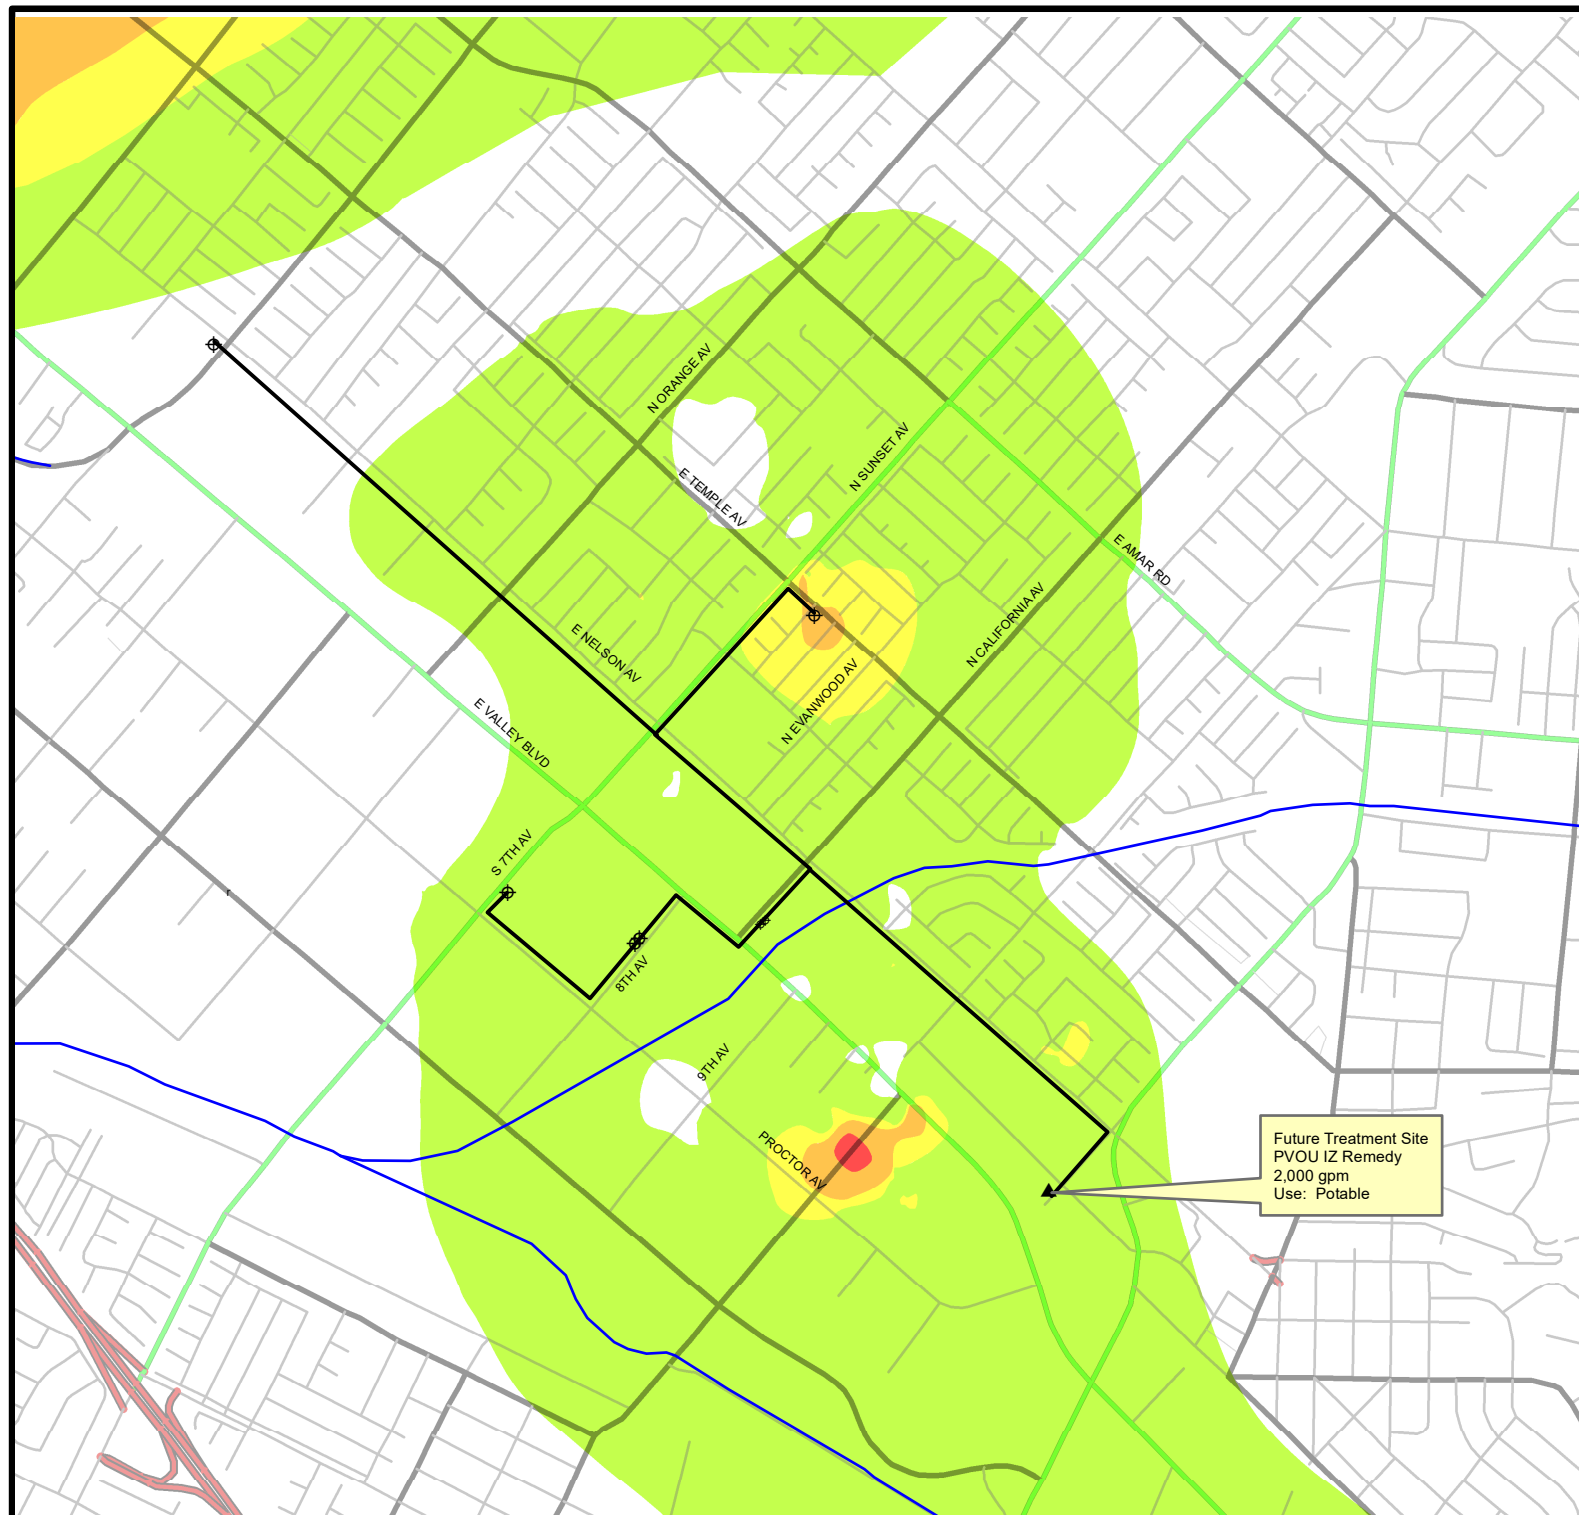 N ORANGE AV
N SUNSET AV
E TEMPLE AV
E AMAR RD
N CALIFORNIA AV
E NELSON AV
N EVANWOOD AV
E VALLEY BLVD
S 7TH AV
r
8TH AV
9TH AV
PROCTOR AV
Future Treatment Site
PVOU IZ Remedy
2,000 gpm
Use: Potable